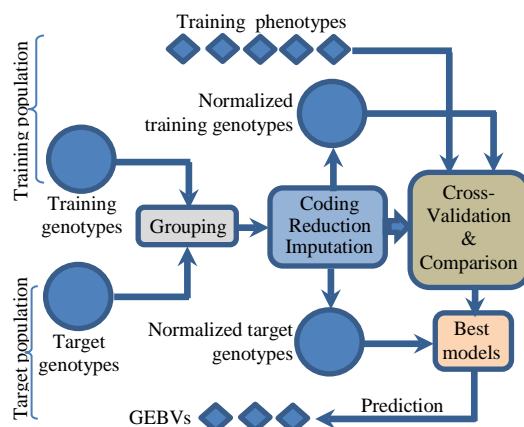 Training phenotypes
Training population
Normalized
training genotypes
Training
genotypes
Grouping
Coding
Reduction
Imputation
Cross-
Validation
&
Comparison
Target population
Target
genotypes
Normalized target
genotypes
Best
models
GEBVs
Prediction